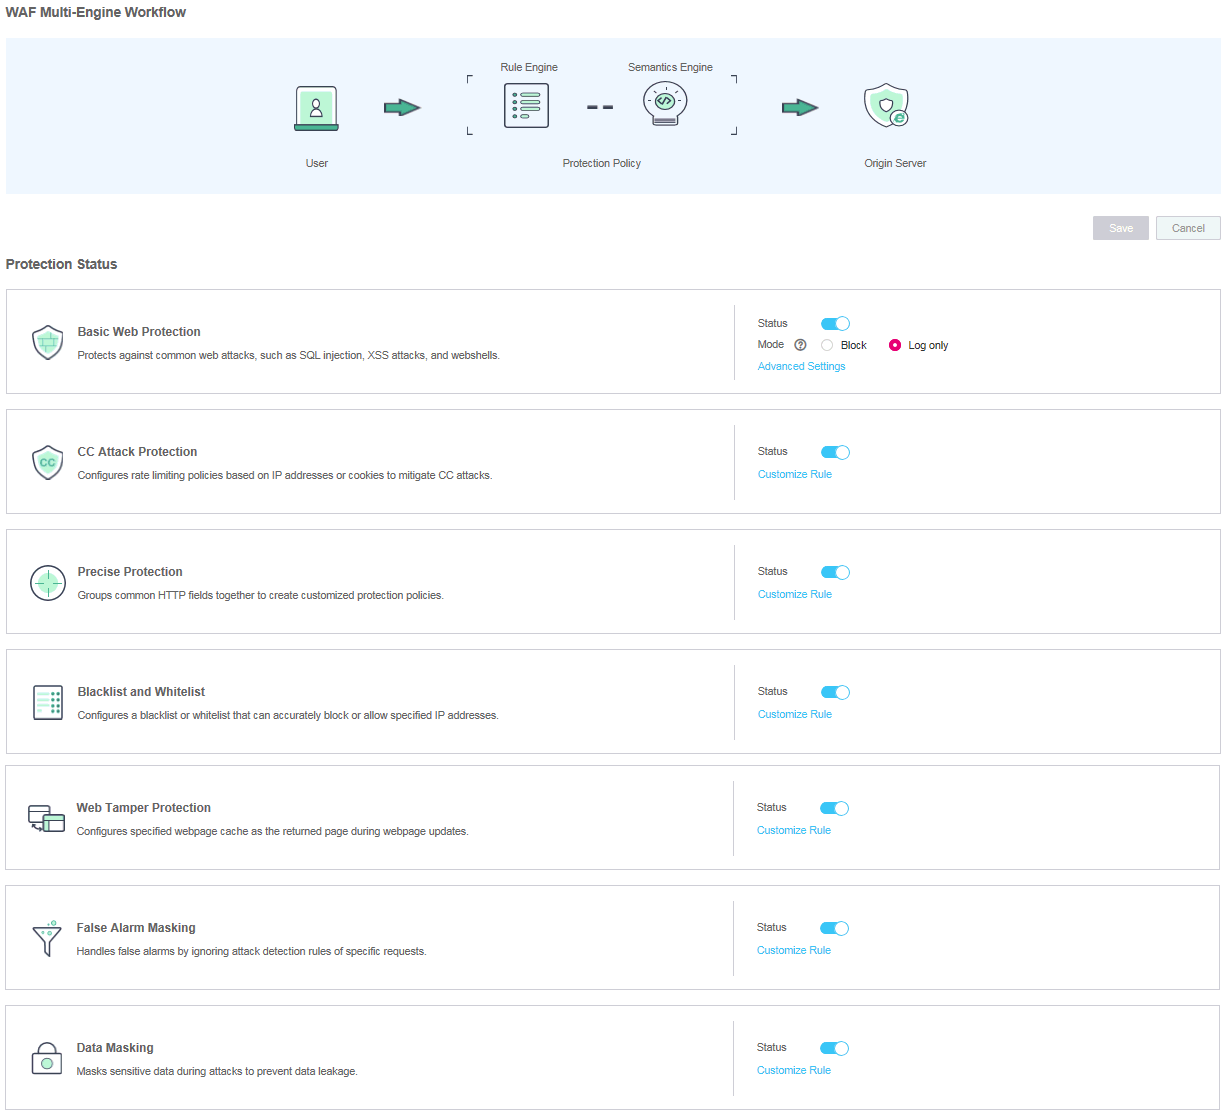 WAF Multi-Engine Workflow
Rule Engine
Semantics Engine
User
Protection Policy
Origin Server
Save
Cancel
Protection Status
Basic Web Protection
Protects against common web attacks, such as SQL injection, XSS attacks, and webshells.
Status
Mode ? Block Log only
Advanced Settings
CC
CC Attack Protection
Configures rate limiting policies based on IP addresses or cookies to mitigate CC attacks.
Status
Customize Rule
Precise Protection
Groups common HTTP fields together to create customized protection policies.
Status
Customize Rule
Blacklist and Whitelist
Configures a blacklist or whitelist that can accurately block or allow specified IP addresses.
Status
Customize Rule
Web Tamper Protection
Configures specified webpage cache as the returned page during webpage updates.
Status
Customize Rule
False Alarm Masking
Handles false alarms by ignoring attack detection rules of specific requests.
Status
Customize Rule
Data Masking
Masks sensitive data during attacks to prevent data leakage.
Status
Customize Rule